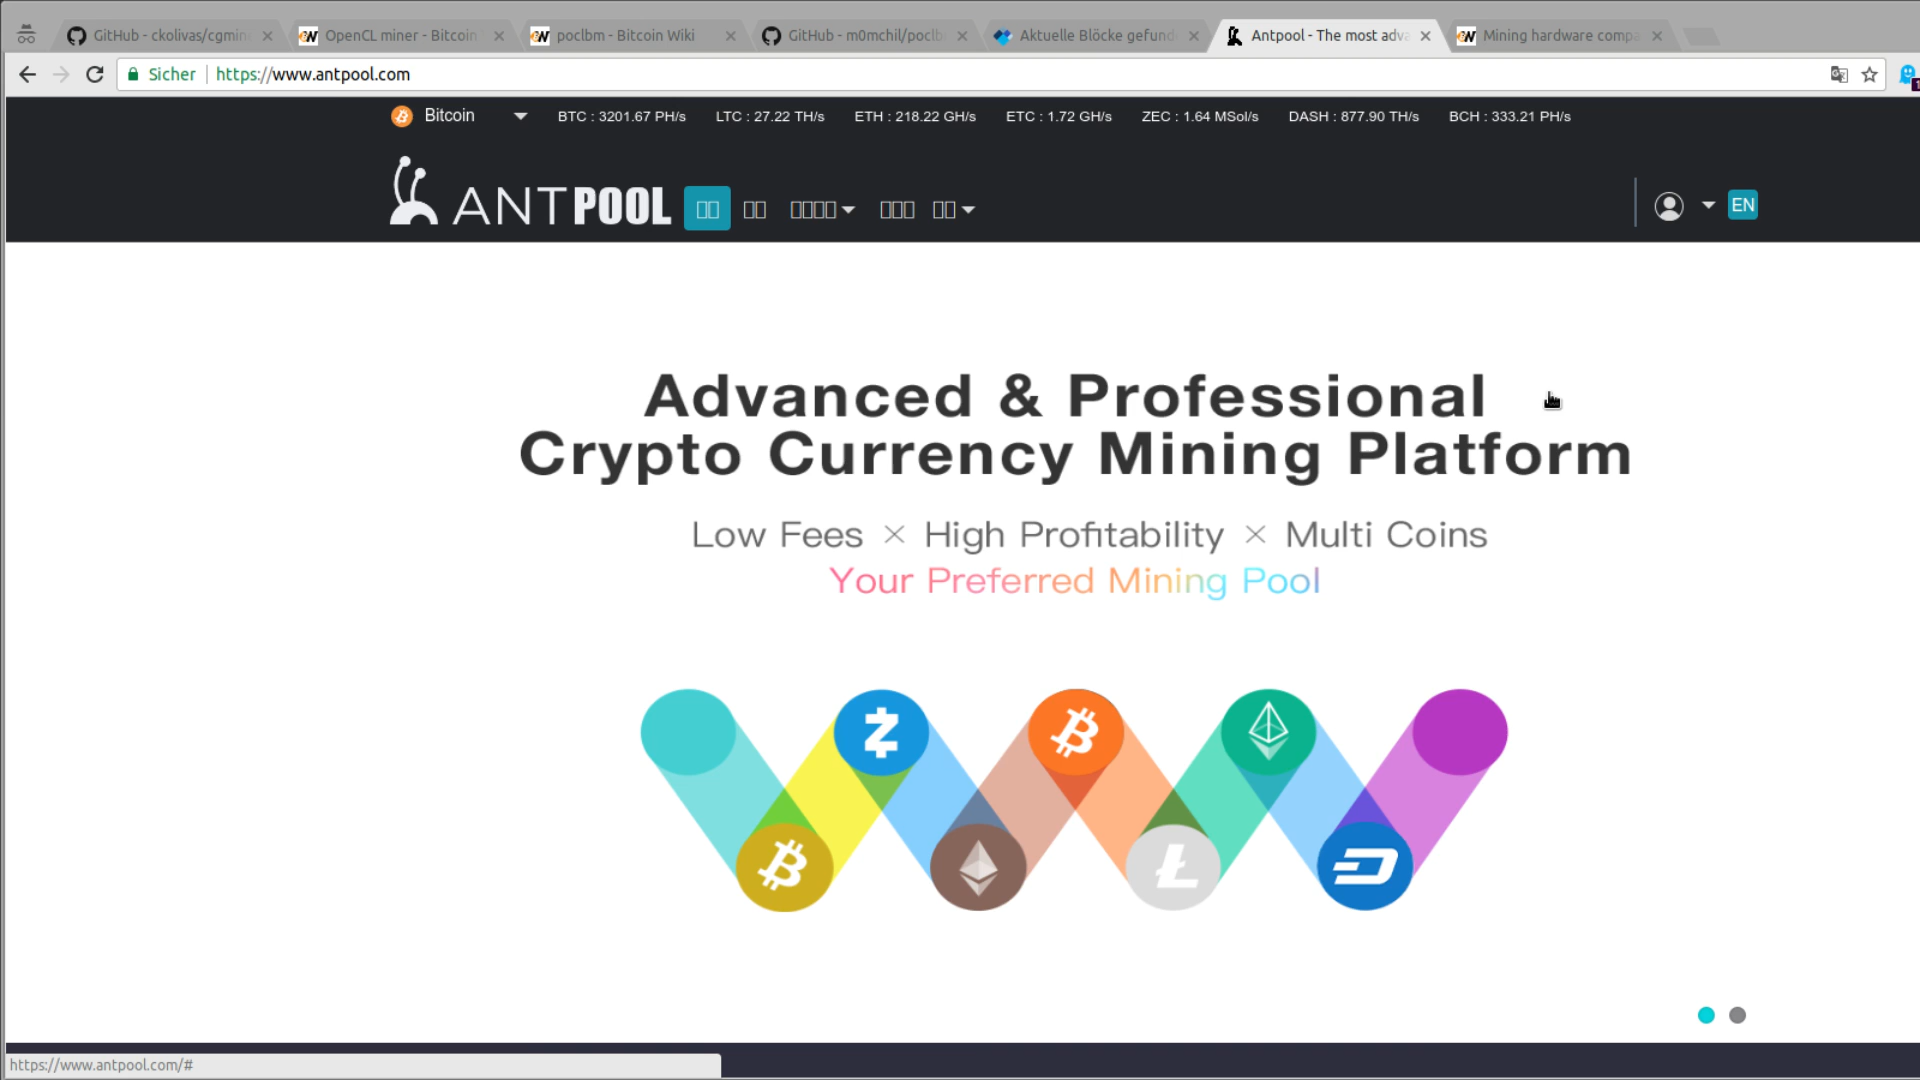 GitHub - ckolivas/cgmin
OpenCL miner - Bitcoin
poclbm - Bitcoin Wiki
GitHub - m0mchil/poclb
Aktuelle Blöcke gefund
Antpool - The most adva
Mining hardware compa
Sicher
https://www.antpool.com
Bitcoin
BTC : 3201.67 PH/s
LTC : 27.22 TH/s
ETH : 218.22 GH/s
ETC : 1.72 GH/s
ZEC : 1.64 MSol/s
DASH : 877.90 TH/s
BCH : 333.21 PH/s
ANTPOOL
EN
Advanced & Professional
Crypto Currency Mining Platform
Low Fees × High Profitability × Multi Coins
Your Preferred Mining Pool
https://www.antpool.com/#